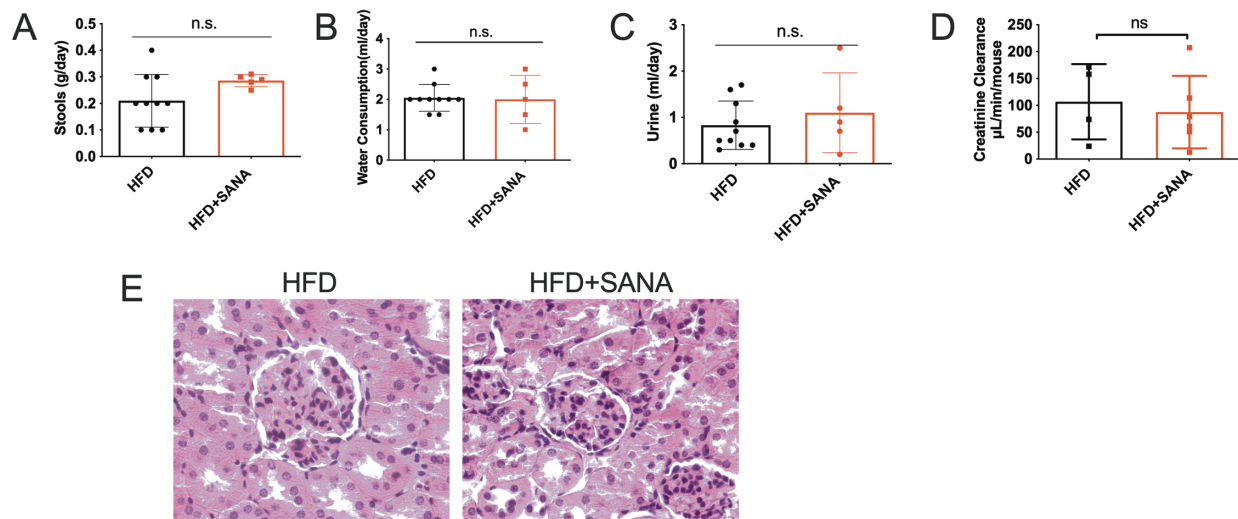 A
Stools (g/day)
0.5
0.4
0.3
0.2
0.1
0.0
n.s.
HFD
HFD+SANA
B
Water Consumption(ml/day)
4
3
2
1
0
n.s.
HFD
HFD+SANA
C
Urine (ml/day)
3
2
1
0
n.s.
HFD
HFD+SANA
D
Creatinine Clearance
µL/min/mouse
250
200
150
100
50
0
ns
HFD
HFD+SANA
E
HFD
HFD+SANA